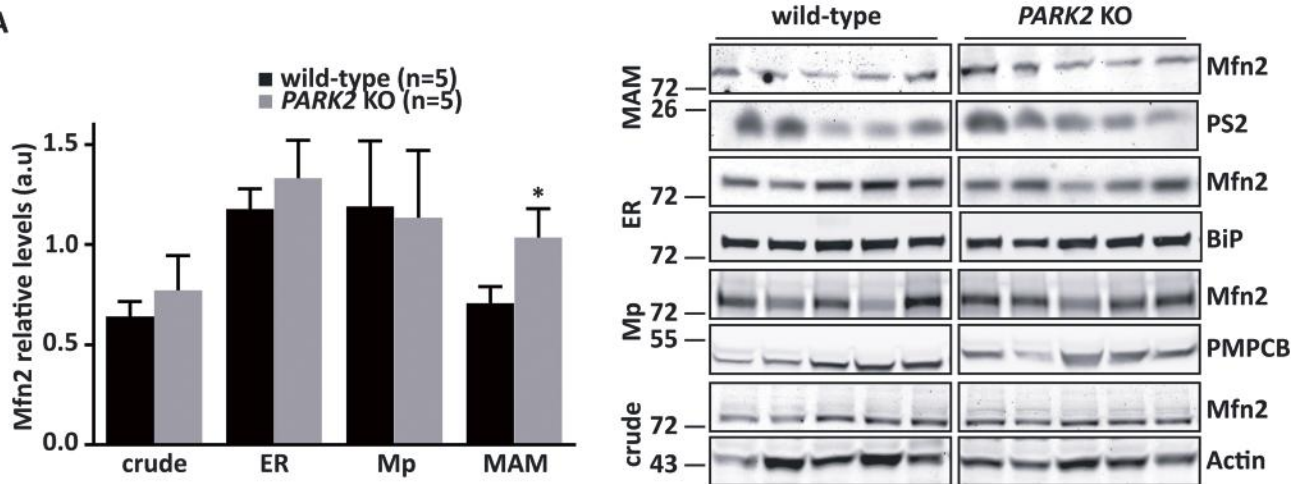 A
wild-type (n=5)
PARK2 KO (n=5)
Mfn2 relative levels (a.u)
1.5
1.0
0.5
0.0
*
crude ER Mp MAM
wild-type PARK2 KO
MAM
72
Mfn2
26
PS2
ER
72
Mfn2
72
BiP
Mp
72
Mfn2
55
PMPCB
crude
72
Mfn2
43
Actin